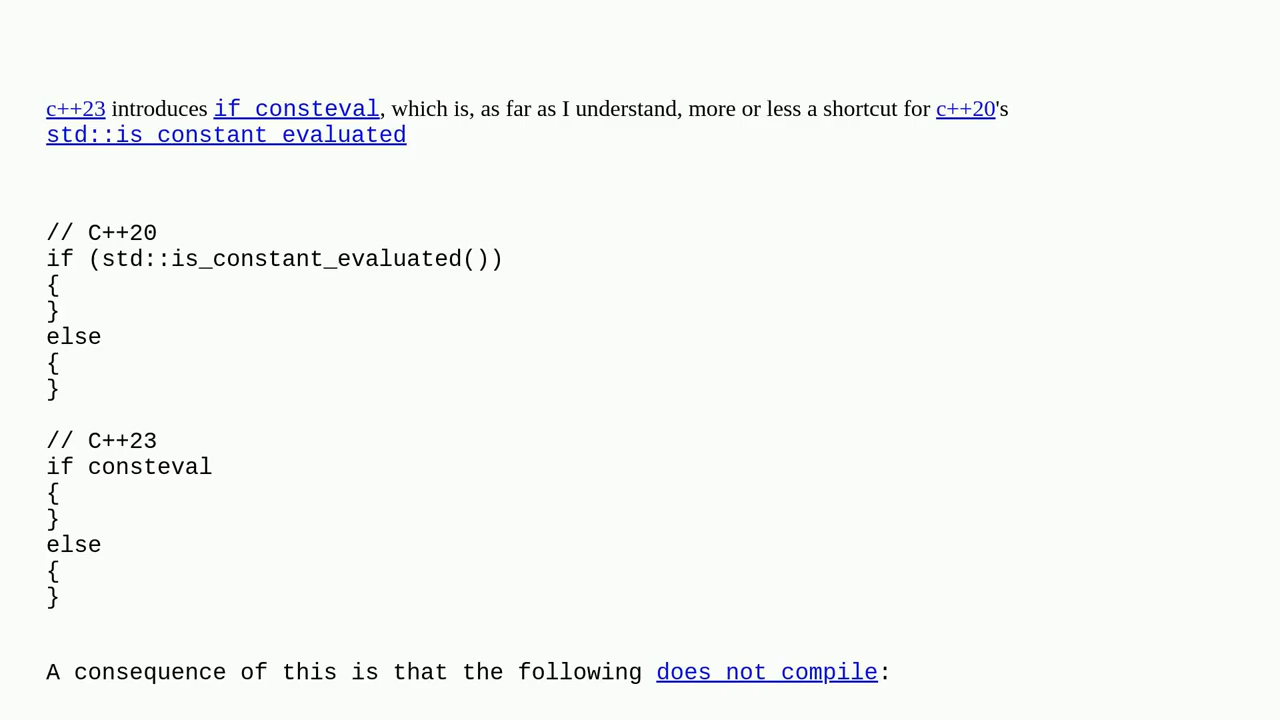 c++23 introduces if consteval, which is, as far as I understand, more or less a shortcut for c++20's
std::is_constant_evaluated
// C++20
if (std::is_constant_evaluated())
{
}
else
{
}
// C++23
if consteval
{
}
else
{
}
A consequence of this is that the following does not compile: